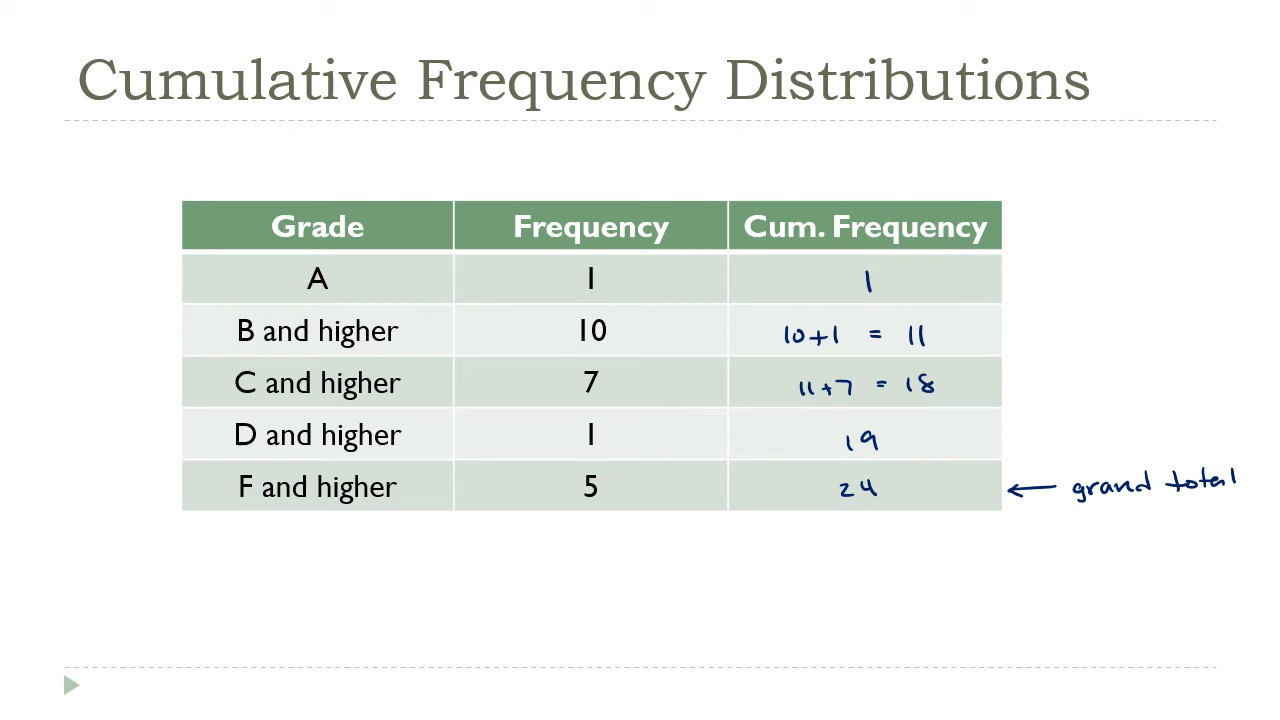 Cumulative Frequency Distributions
Grade Frequency Cum. Frequency
A 1 1
B and higher 10 10+1 = 11
C and higher 7 11+7 = 18
D and higher 1 19
F and higher 5 24 ← grand total